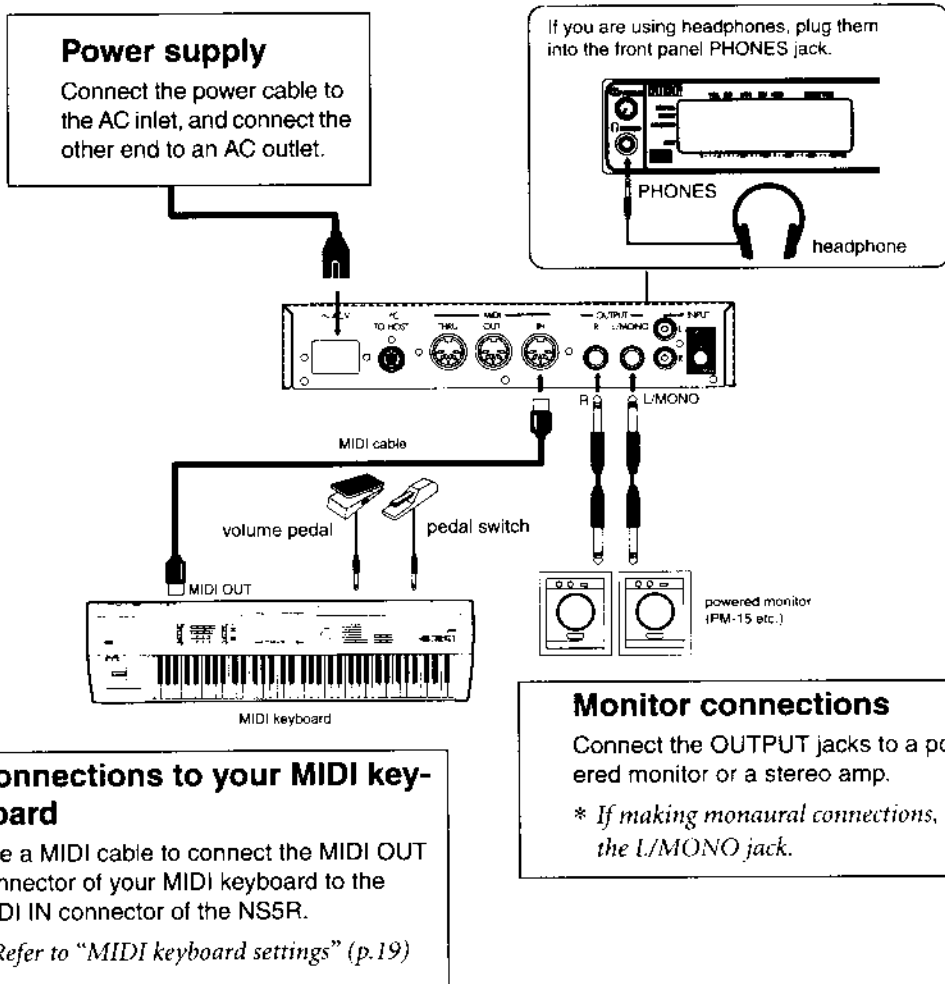 Power supply
Connect the power cable to
the AC inlet, and connect the
other end to an AC outlet.
If you are using headphones, plug them
into the front panel PHONES jack.
PHONES
headphone
PC
TO HOST
MIDI
THRU
OUT
IN
OUTPUT
R
L/MONO
INPUT
L
R
R
L/MONO
MIDI cable
volume pedal
pedal switch
MIDI OUT
powered monitor
(PM-15 etc.)
MIDI keyboard
Monitor connections
Connect the OUTPUT jacks to a po
ered monitor or a stereo amp.
* If making monaural connections,
the L/MONO jack.
onnections to your MIDI key-
oard
e a MIDI cable to connect the MIDI OUT
nnector of your MIDI keyboard to the
DI IN connector of the NS5R.
Refer to “MIDI keyboard settings” (p.19)